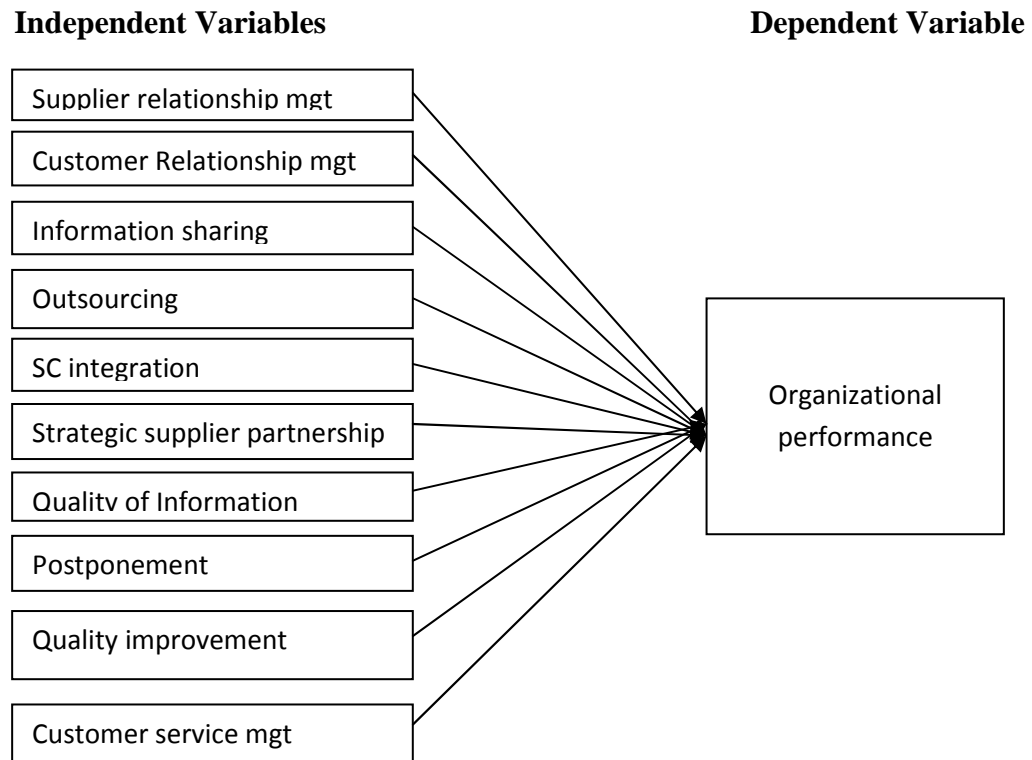 Independent Variables
Dependent Variable
Supplier relationship mgt
Customer Relationship mgt
Information sharing
Outsourcing
SC integration
Strategic supplier partnership
Quality of Information
Postponement
Quality improvement
Customer service mgt
Organizational
performance